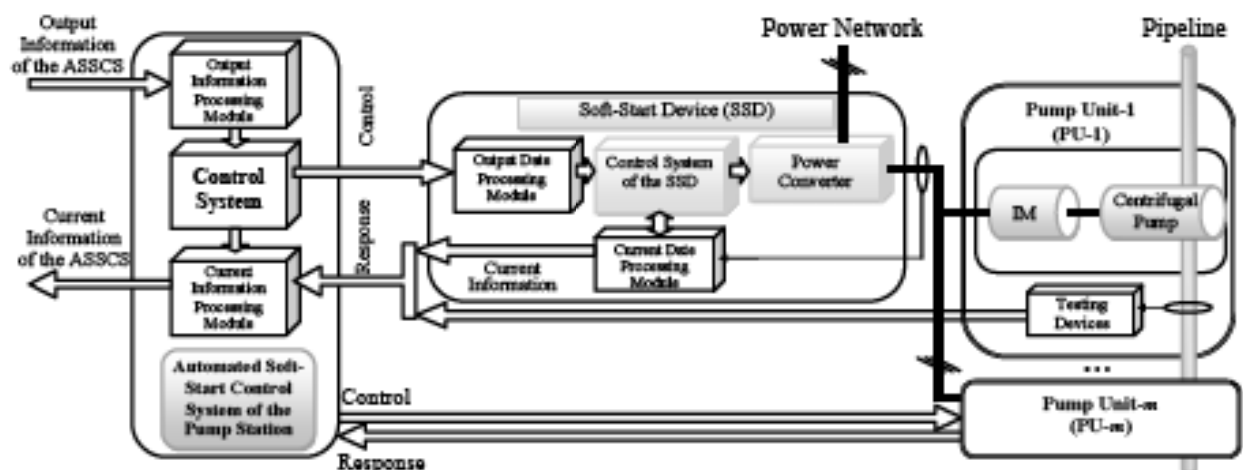 Output
Information
of the ASSCS
Output
Information
Processing
Module
Control
System
Current
Information
of the ASSCS
Current
Information
Processing
Module
Automated Soft-
Start Control
System of the
Pump Station
Control
Response
Power Network
Soft-Start Device (SSD)
Output Date
Processing
Module
Control System
of the SSD
Power
Converter
Current Date
Processing
Module
Current
Information
Pipeline
Pump Unit-1
(PU-1)
IM
Centrifugal
Pump
Testing
Devices
...
Control
Response
Pump Unit-m
(PU-m)